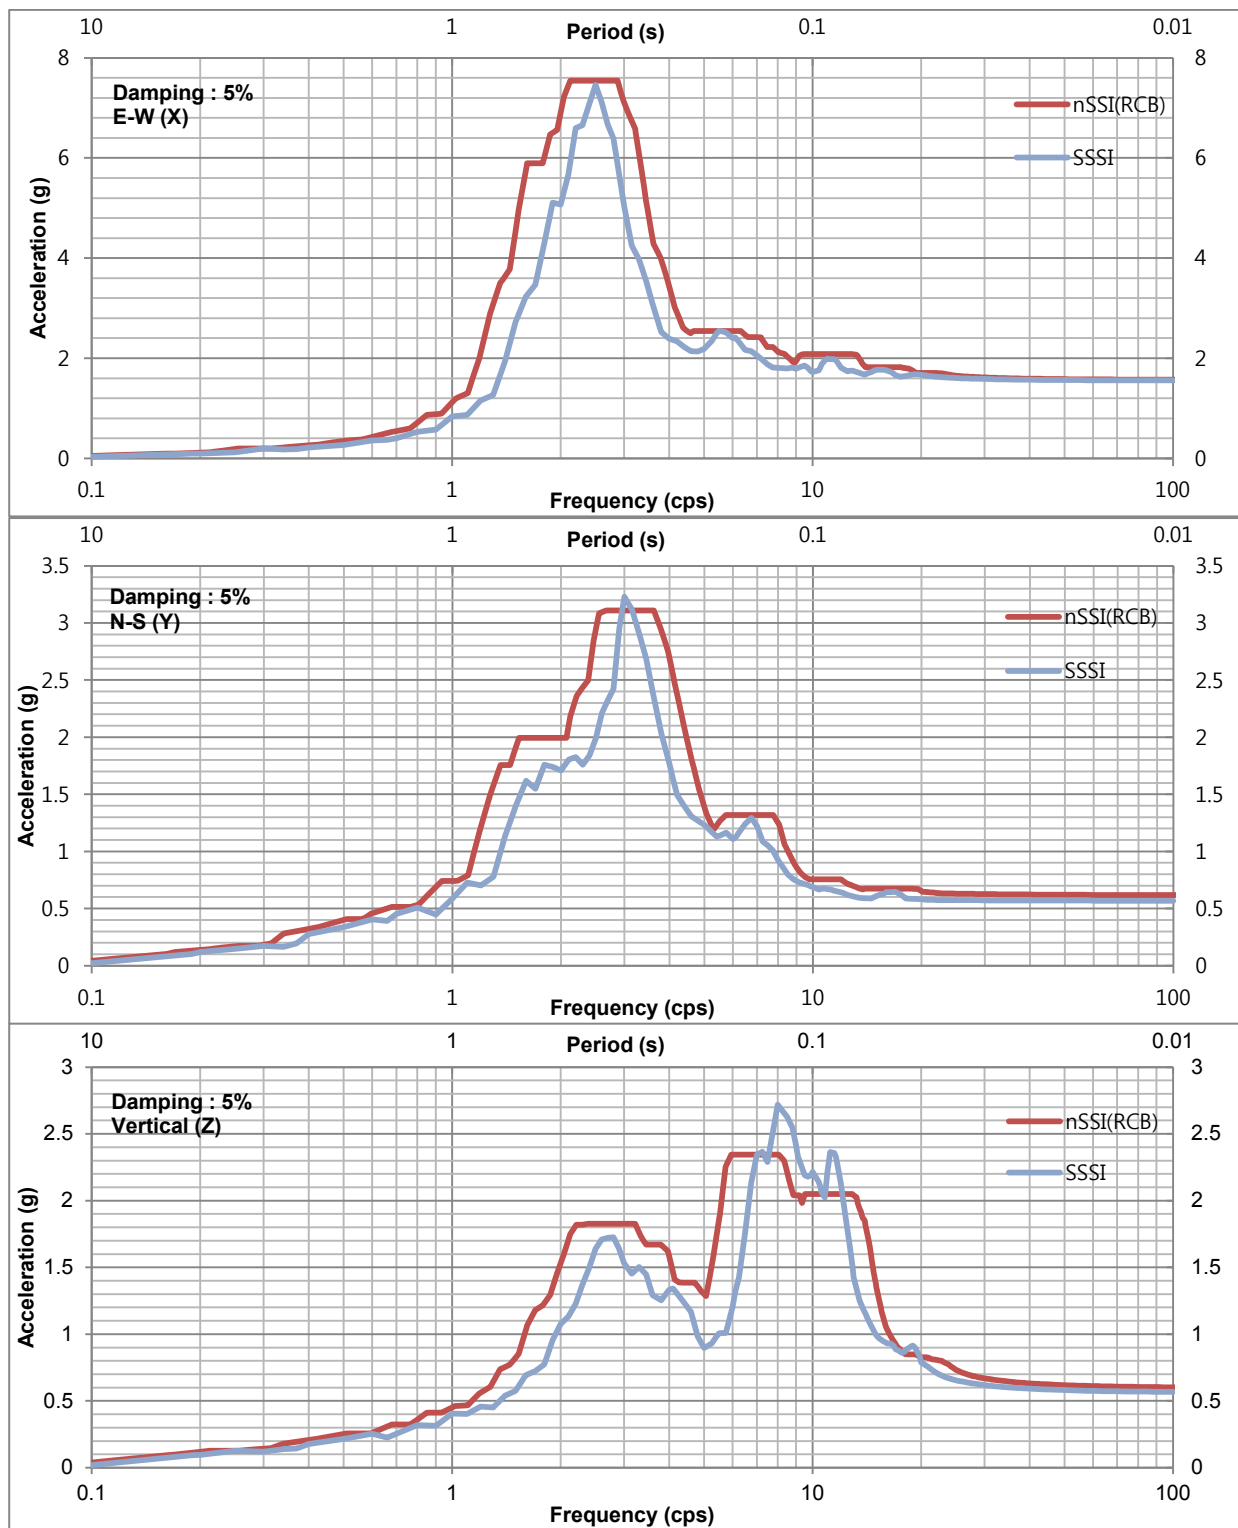 10 1 0.1 0.01
Period (s)
8 8
Damping : 5%
E-W (X)
nSSI(RCB)
6 6
SSSI
Acceleration (g)
4 4
2 2
0 0
0.1 1 10 100
Frequency (cps)
10 1 0.1 0.01
Period (s)
3.5 3.5
Damping : 5%
N-S (Y)
nSSI(RCB)
3 3
SSSI
2.5 2.5
Acceleration (g)
2 2
1.5 1.5
1 1
0.5 0.5
0 0
0.1 1 10 100
Frequency (cps)
10 1 0.1 0.01
Period (s)
3 3
Damping : 5%
Vertical (Z)
nSSI(RCB)
2.5 2.5
SSSI
2 2
Acceleration (g)
1.5 1.5
1 1
0.5 0.5
0 0
0.1 1 10 100
Frequency (cps)